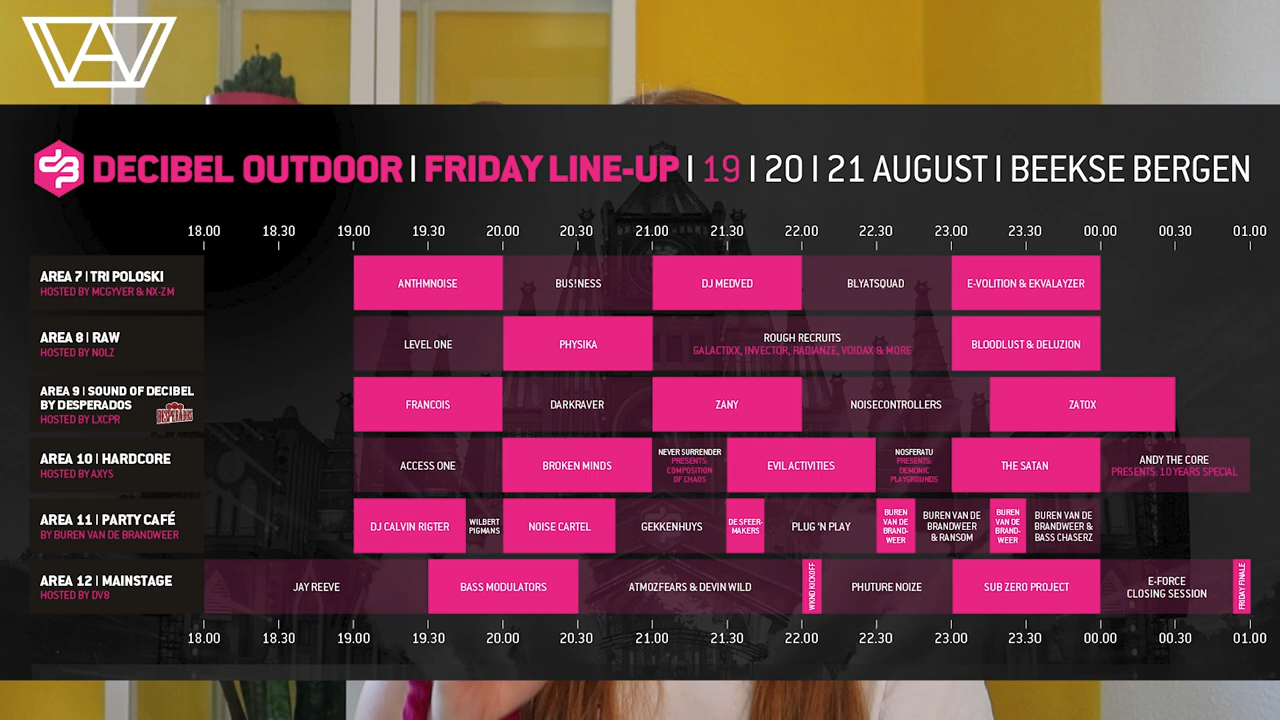 DECIBEL OUTDOOR | FRIDAY LINE-UP | 19 | 20 | 21 AUGUST | BEEKSE BERGEN
18.00 18.30 19.00 19.30 20.00 20.30 21.00 21.30 22.00 22.30 23.00 23.30 00.00 00.30 01.00
AREA 7 | TRI POLOSKI
HOSTED BY MCGYVER & NX-ZM
ANTHMNOISE
BUS!NESS
DJ MEDVED
BLYATSQUAD
E-VOLITION & EKVALAYZER
AREA 8 | RAW
HOSTED BY NOLZ
LEVEL ONE
PHYSIKA
ROUGH RECRUITS
GALACTIXX, INVECTOR, RADIANZE, VOIDAX & MORE
BLOODLUST & DELUZION
AREA 9 | SOUND OF DECIBEL
BY DESPERADOS
HOSTED BY LXCPR
DESPERADOS
FRANCOIS
DARKRAVER
ZANY
NOISECONTROLLERS
ZATOX
AREA 10 | HARDCORE
HOSTED BY AXYS
ACCESS ONE
BROKEN MINDS
NEVER SURRENDER
PRESENTS:
COMPOSITION
OF CHAOS
EVIL ACTIVITIES
NOSFERATU
PRESENTS:
DEMONIC
PLAYGROUNDS
THE SATAN
ANDY THE CORE
PRESENTS: 10 YEARS SPECIAL
AREA 11 | PARTY CAFÉ
BY BUREN VAN DE BRANDWEER
DJ CALVIN RIGTER
WILBERT
PIGMANS
NOISE CARTEL
GEKKENHUYS
DE SFEER-
MAKERS
PLUG 'N PLAY
BUREN
VAN DE
BRAND-
WEER
BUREN VAN DE
BRANDWEER
& RANSOM
BUREN
VAN DE
BRAND-
WEER
BUREN VAN DE
BRANDWEER &
BASS CHASERZ
AREA 12 | MAINSTAGE
HOSTED BY DV8
JAY REEVE
BASS MODULATORS
ATMOZFEARS & DEVIN WILD
WKND KICKOFF
PHUTURE NOIZE
SUB ZERO PROJECT
E-FORCE
CLOSING SESSION
FRIDAY FINALE
18.00 18.30 19.00 19.30 20.00 20.30 21.00 21.30 22.00 22.30 23.00 23.30 00.00 00.30 01.00